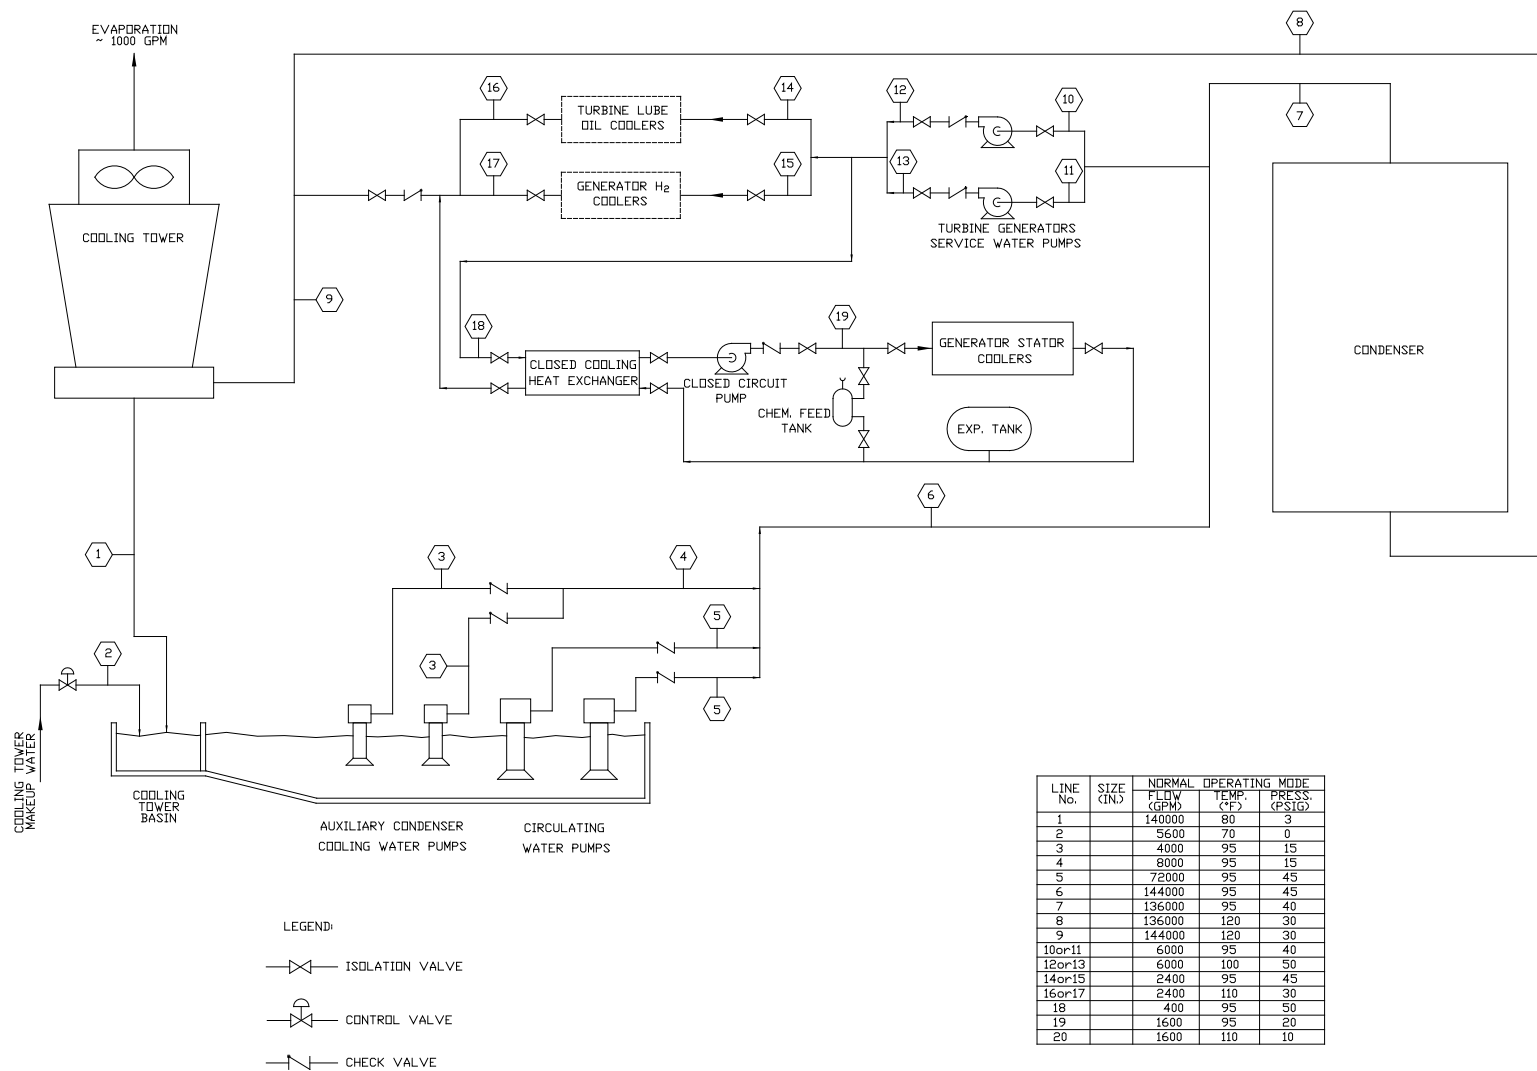 EVAPORATION
~ 1000 GPM
8
16
TURBINE LUBE
OIL COOLERS
14
12
10
7
17
GENERATOR H2
COOLERS
15
13
11
TURBINE GENERATORS
SERVICE WATER PUMPS
COOLING TOWER
9
18
CLOSED COOLING
HEAT EXCHANGER
CLOSED CIRCUIT
PUMP
19
GENERATOR STATOR
COOLERS
CONDENSER
CHEM. FEED
TANK
EXP. TANK
6
1
3
4
5
2
3
5
COOLING TOWER
MAKEUP WATER
COOLING
TOWER
BASIN
AUXILIARY CONDENSER
COOLING WATER PUMPS
CIRCULATING
WATER PUMPS
LEGEND:
ISOLATION VALVE
CONTROL VALVE
CHECK VALVE
LINE No. SIZE (IN.) NORMAL OPERATING MODE
FLOW (GPM) TEMP. (°F) PRESS. (PSIG)
1 140000 80 3
2 5600 70 0
3 4000 95 15
4 8000 95 15
5 72000 95 45
6 144000 95 45
7 136000 95 40
8 136000 120 30
9 144000 120 30
10or11 6000 95 40
12or13 6000 100 50
14or15 2400 95 45
16or17 2400 110 30
18 400 95 50
19 1600 95 20
20 1600 110 10